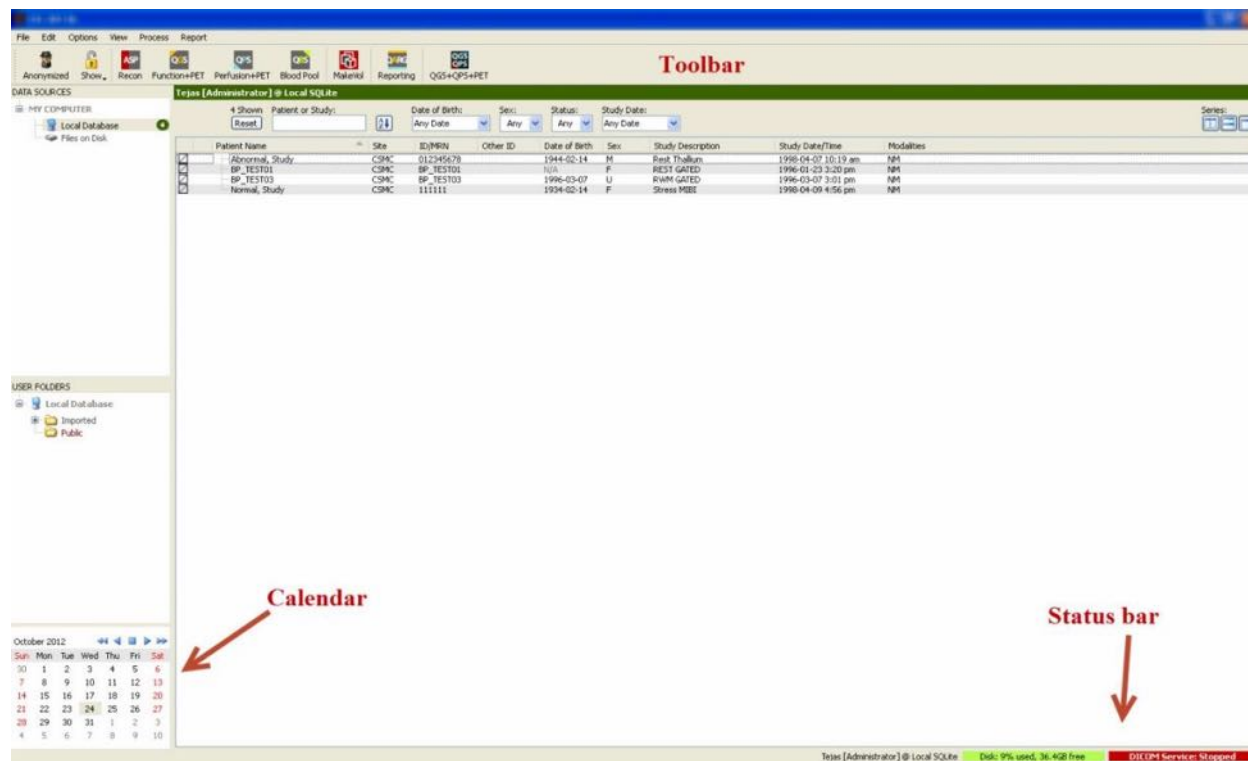 File Edit Options View Process Report
Toolbar
ASP QGS QPS QBS QGS QPS
Anonymized Show Recon Function+PET Perfusion+PET Blood Pool MakeVol Reporting QGS+QPS+PET
DATA SOURCES
MY COMPUTER
Local Database
Files on Disk
Tejas [Administrator] @ Local SQLite
4 Shown Patient or Study: Date of Birth: Sex: Status: Study Date: Series:
Reset Any Date Any Any Any Date
Patient Name Site ID/MRN Other ID Date of Birth Sex Study Description Study Date/Time Modalities
Abnormal, Study CSMC 012345678 1944-02-14 M Rest Thallium 1998-04-07 10:19 am NM
BP_TEST01 CSMC BP_TEST01 N/A F REST GATED 1996-01-23 3:20 pm NM
BP_TEST03 CSMC BP_TEST03 1996-03-07 U RWM GATED 1996-03-07 3:01 pm NM
Normal, Study CSMC 111111 1934-02-14 F Stress MIBI 1998-04-09 4:56 pm NM
USER FOLDERS
Local Database
Imported
Public
Calendar
Status bar
October 2012
Sun Mon Tue Wed Thu Fri Sat
30 1 2 3 4 5 6
7 8 9 10 11 12 13
14 15 16 17 18 19 20
21 22 23 24 25 26 27
28 29 30 31 1 2 3
4 5 6 7 8 9 10
Tejas [Administrator] @ Local SQLite Disk: 9% used, 36.4GB free DICOM Service: Stopped